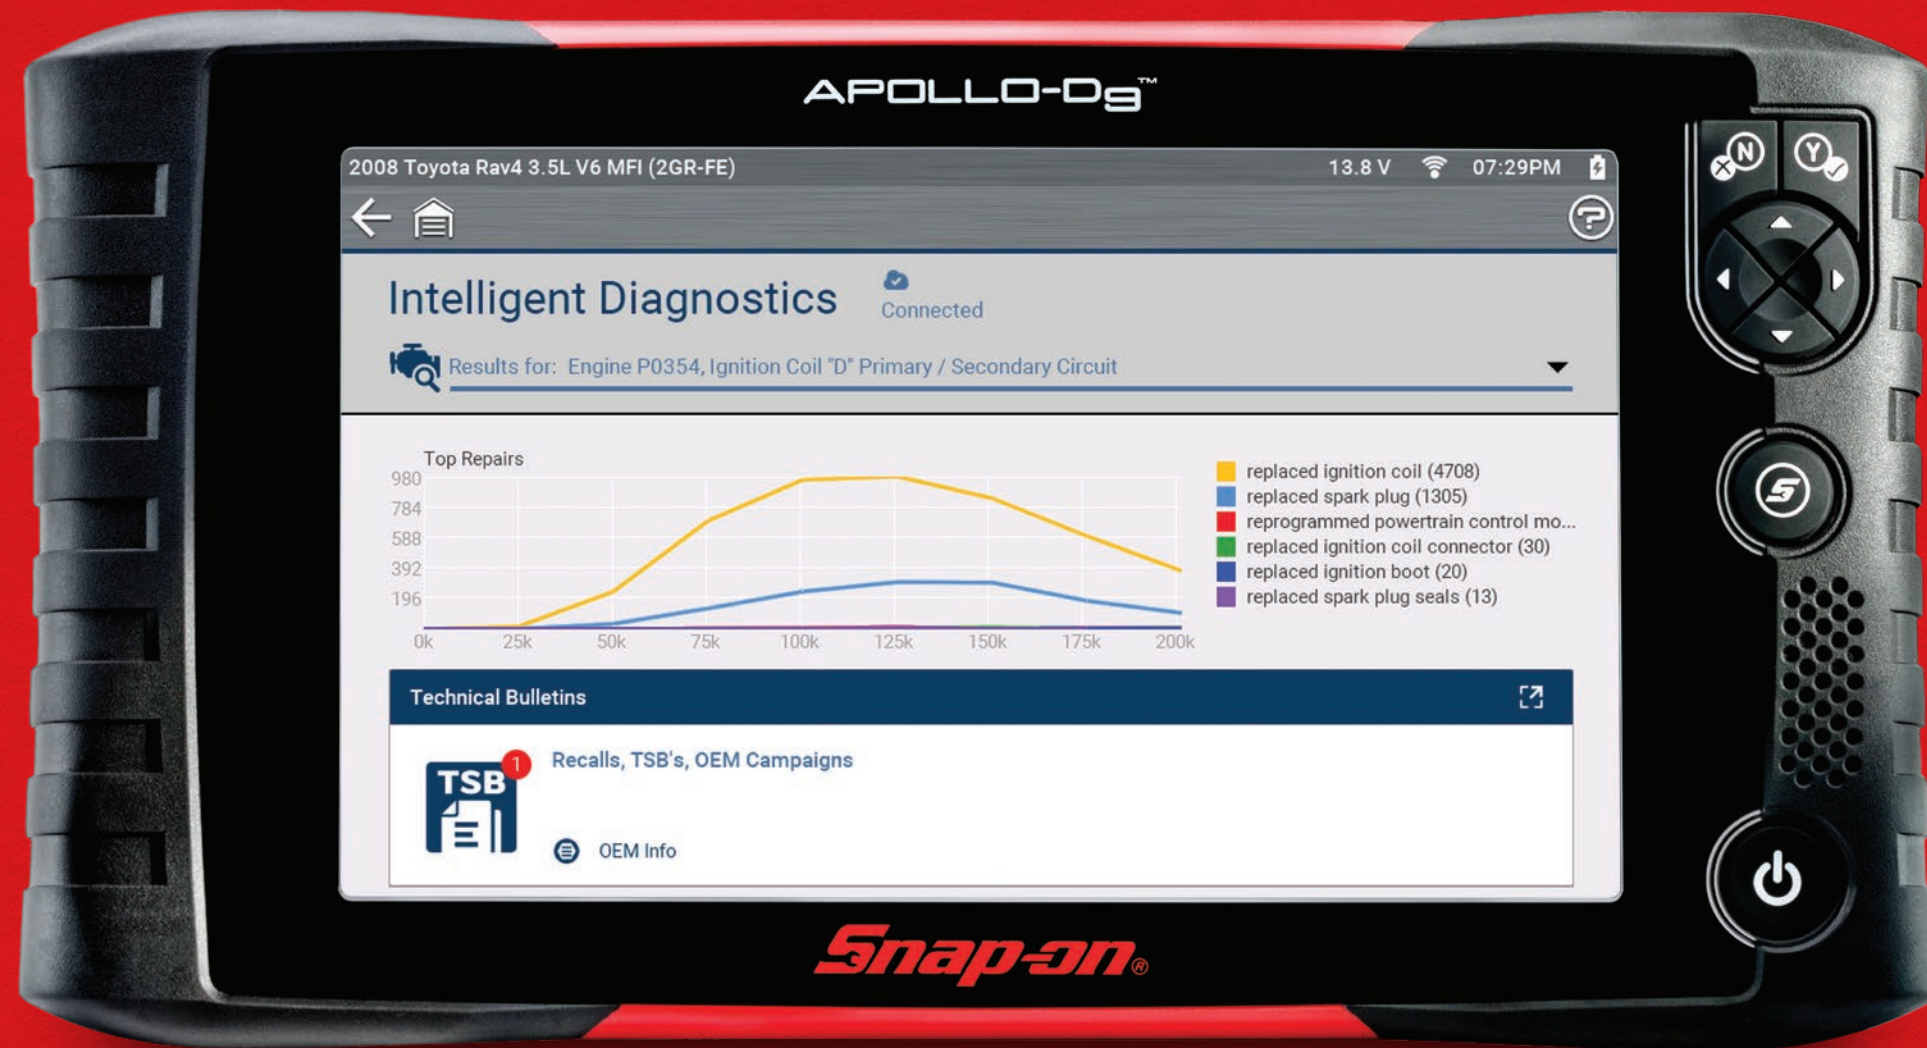 APOLLO-D9™
2008 Toyota Rav4 3.5L V6 MFI (2GR-FE) 13.8 V 07:29PM
N Y
?
Intelligent Diagnostics
Connected
Results for: Engine P0354, Ignition Coil "D" Primary / Secondary Circuit
S
Top Repairs
980
784
588
392
196
0k 25k 50k 75k 100k 125k 150k 175k 200k
replaced ignition coil (4708)
replaced spark plug (1305)
reprogrammed powertrain control mo...
replaced ignition coil connector (30)
replaced ignition boot (20)
replaced spark plug seals (13)
Technical Bulletins
TSB 1
Recalls, TSB's, OEM Campaigns
OEM Info
Snap-on®